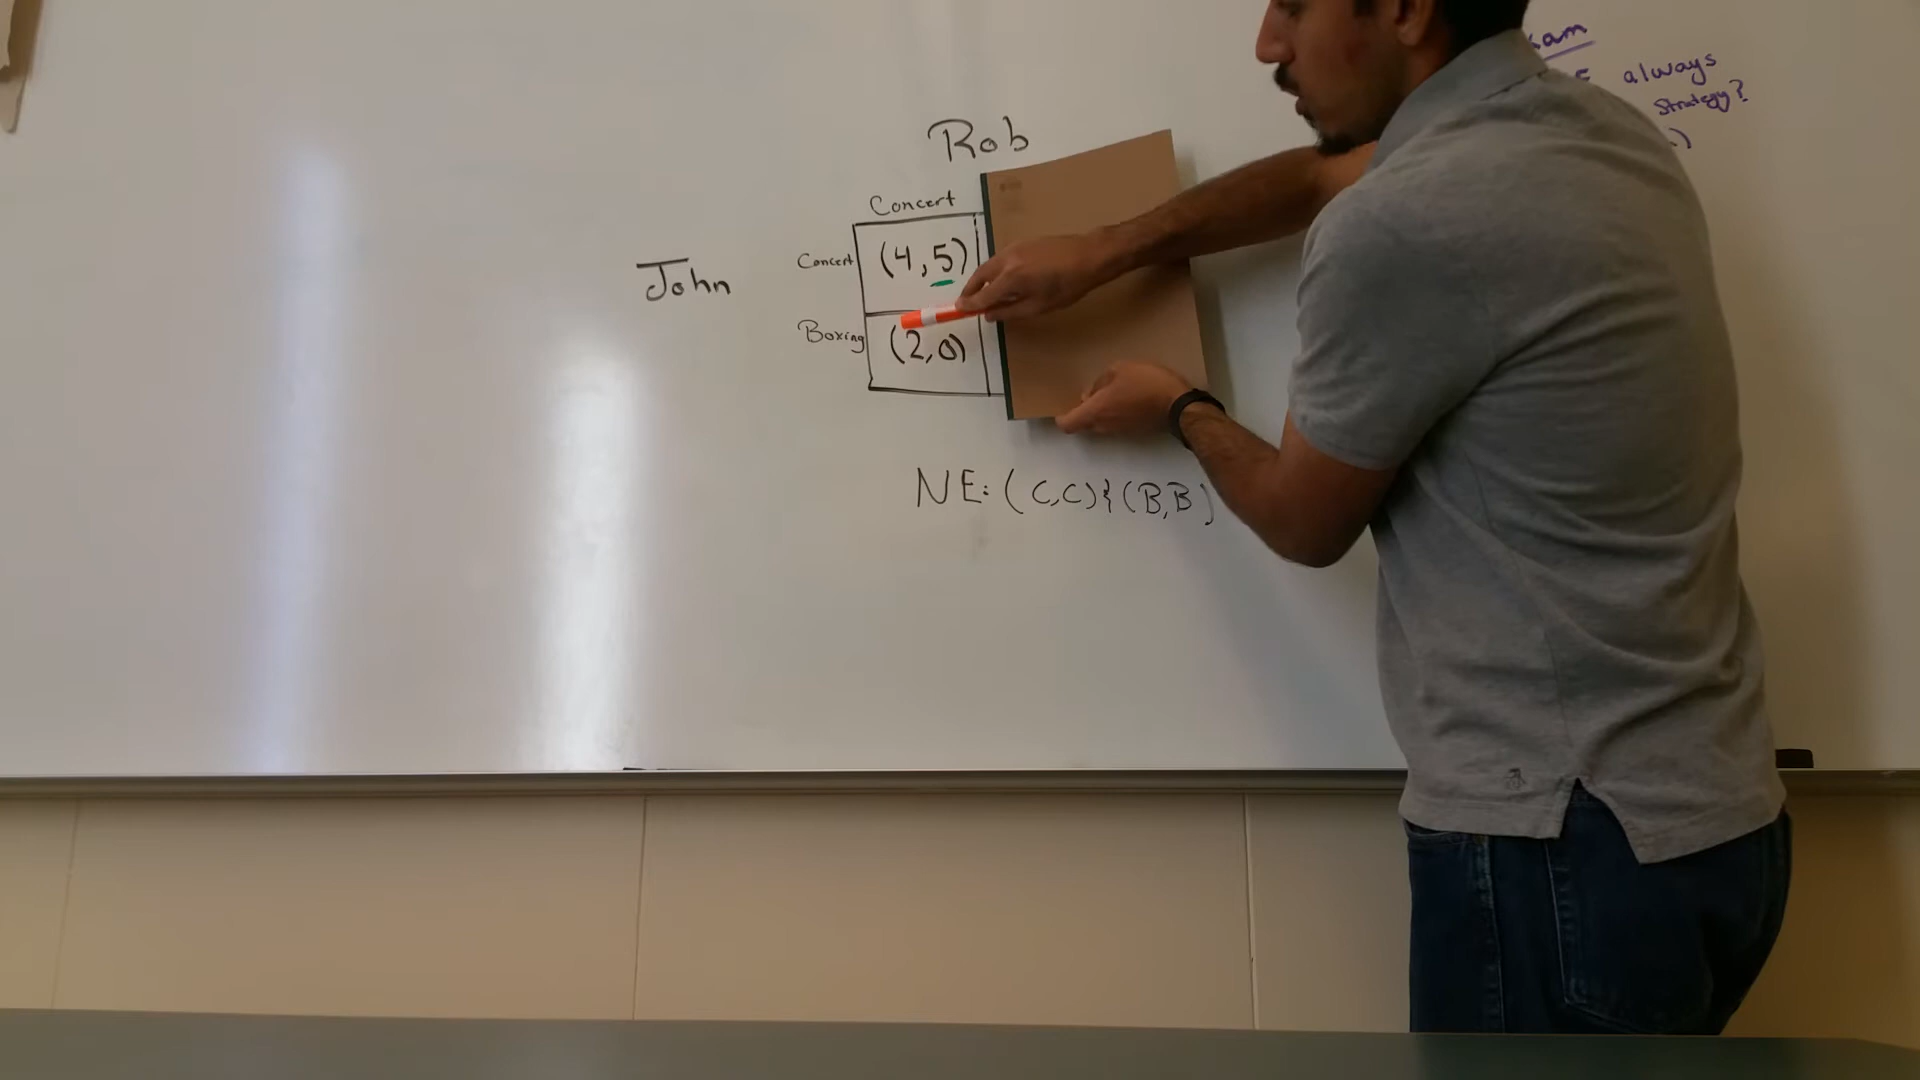 Rob
Concert
John
Concert (4,5)
Boxing (2,0)
NE: (C,C) { (B,B)
always
Strategy?